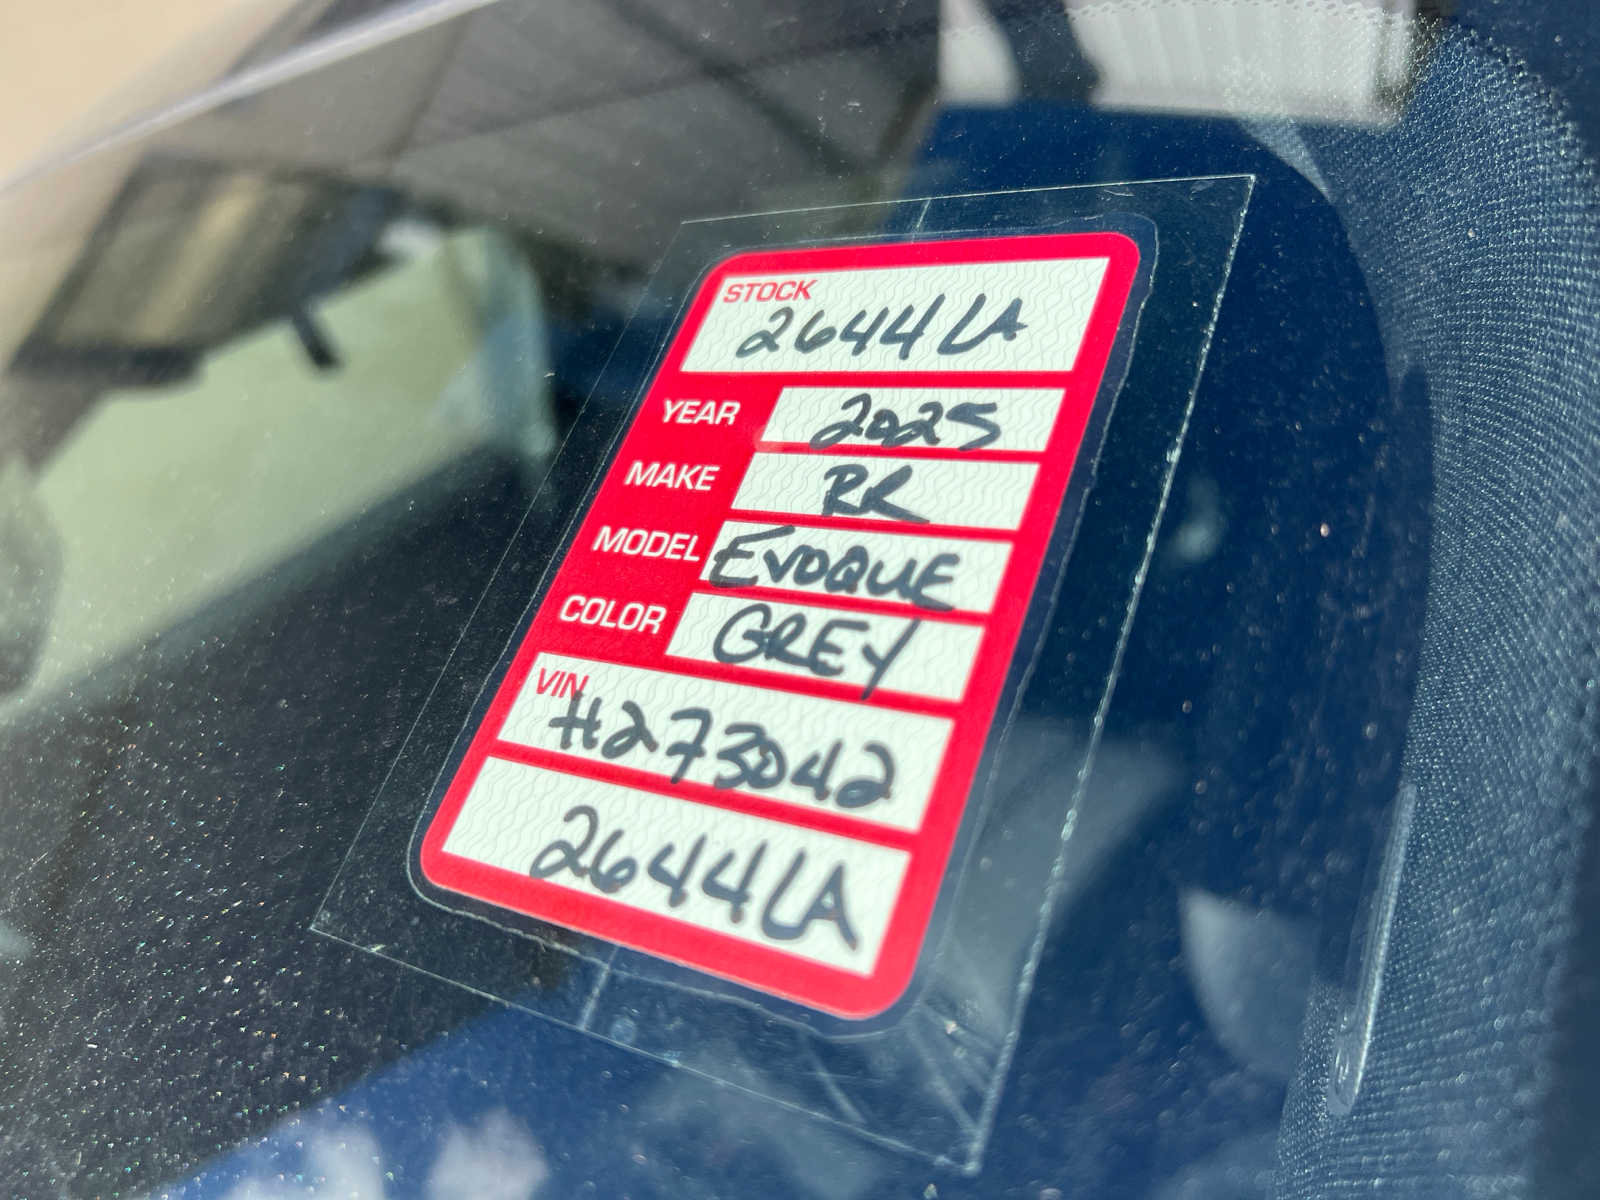 STOCK
2644LA
YEAR 2025
MAKE RR
MODEL EVOQUE
COLOR GREY
VIN
H273042
2644LA